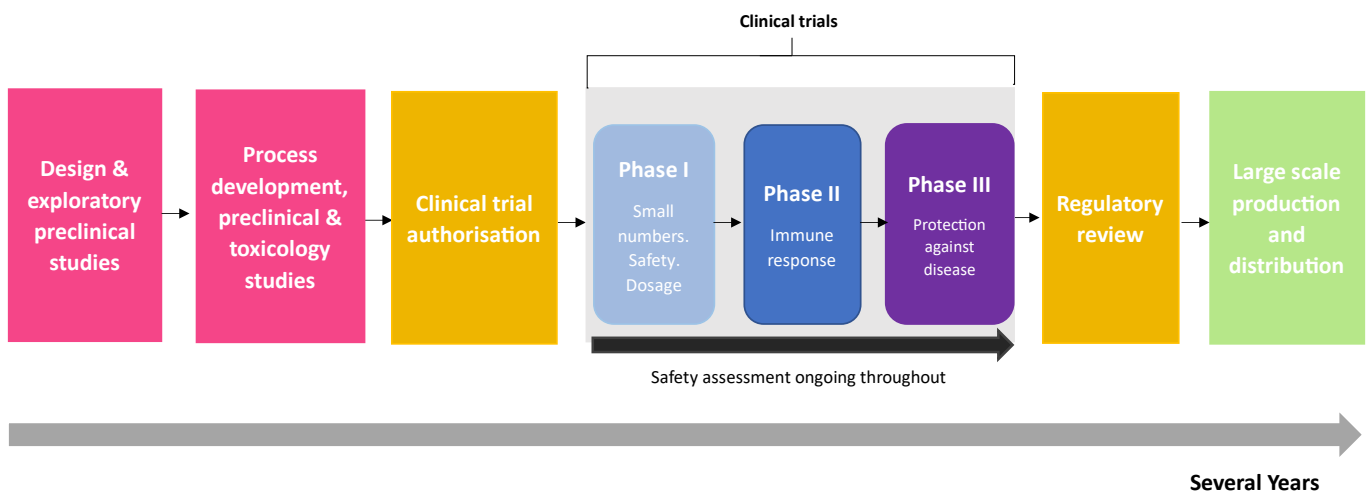 Clinical trials
Design &
exploratory
preclinical
studies
Process
development,
preclinical &
toxicology
studies
Clinical trial
authorisation
Phase I
Small
numbers.
Safety.
Dosage
Phase II
Immune
response
Phase III
Protection
against
disease
Regulatory
review
Large scale
production
and
distribution
Safety assessment ongoing throughout
Several Years